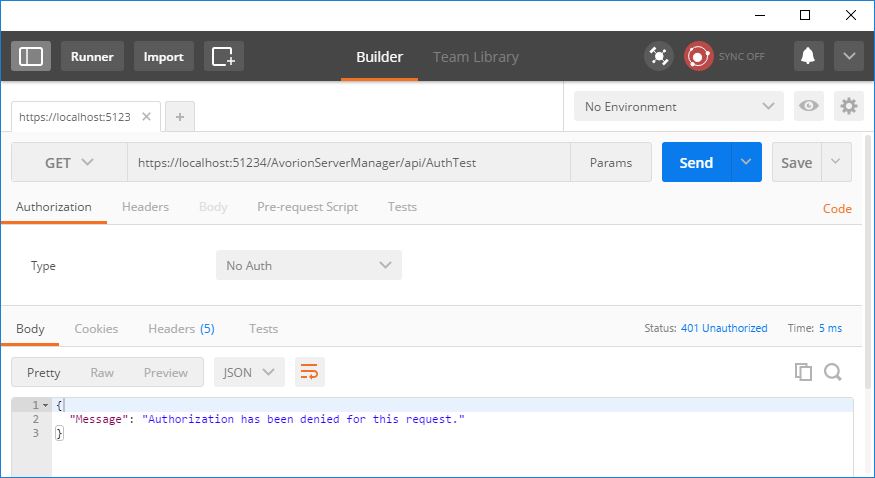 Runner Import Builder Team Library SYNC OFF
https://localhost:5123 No Environment
GET https://localhost:51234/AvorionServerManager/api/AuthTest Params Send Save
Authorization Headers Body Pre-request Script Tests Code
Type No Auth
Body Cookies Headers (5) Tests Status: 401 Unauthorized Time: 5 ms
Pretty Raw Preview JSON
1 {
2 "Message": "Authorization has been denied for this request."
3 }